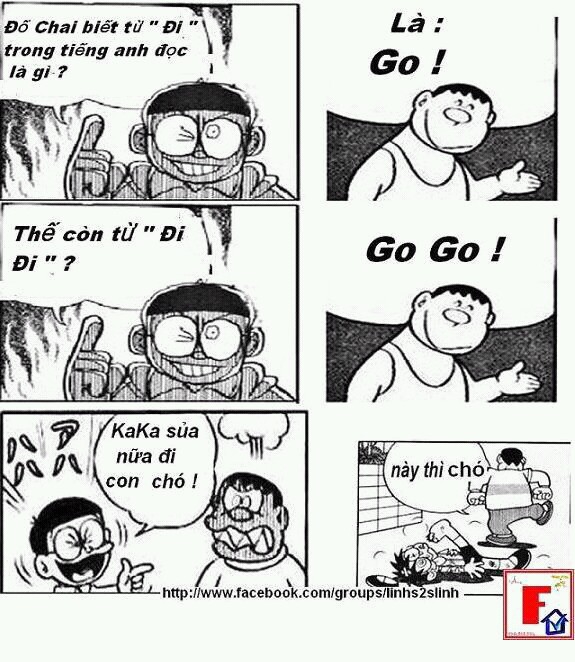 Đố Chai biết từ " Đi "
trong tiếng anh đọc
là gì ?
Là :
Go !
Thế còn từ " Đi
Đi " ?
Go Go !
KaKa sủa
nữa đi
con chó !
này thì chó
http://www.facebook.com/groups/linhs2slinh
F